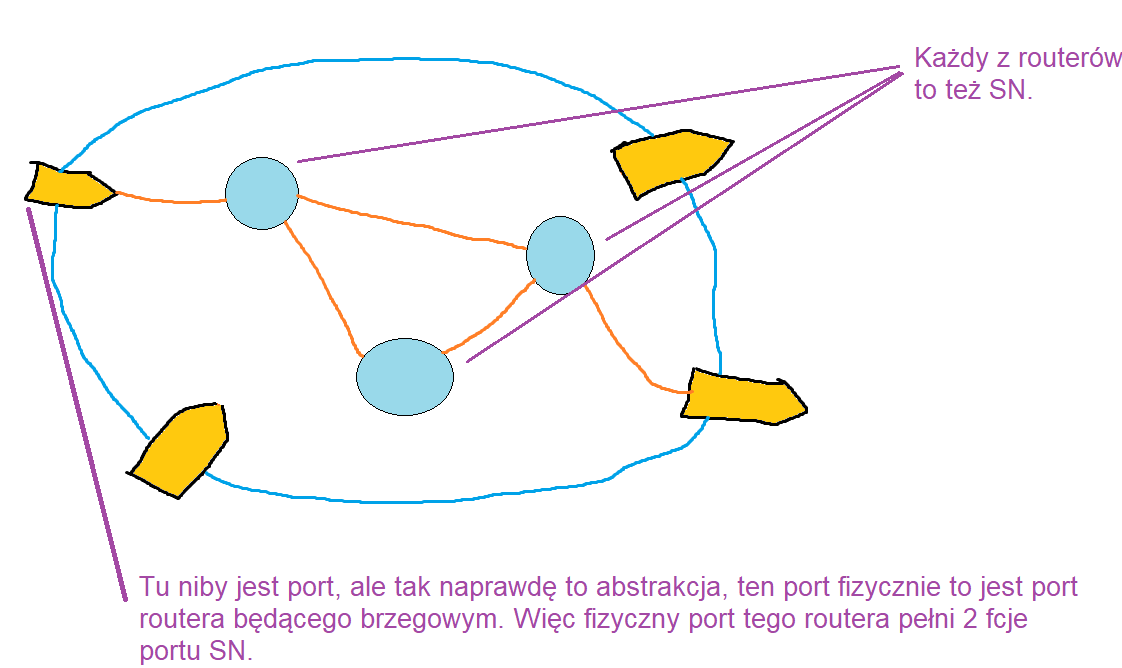 Każdy z routerów
to też SN.
Tu niby jest port, ale tak naprawdę to abstrakcja, ten port fizycznie to jest port
routera będącego brzegowym. Więc fizyczny port tego routera pełni 2 fcje
portu SN.